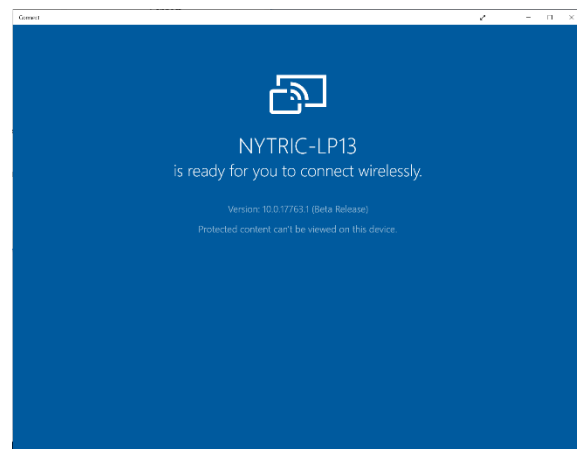 Connect
NYTRIC-LP13
is ready for you to connect wirelessly.
Version: 10.0.17763.1 (Beta Release)
Protected content can't be viewed on this device.